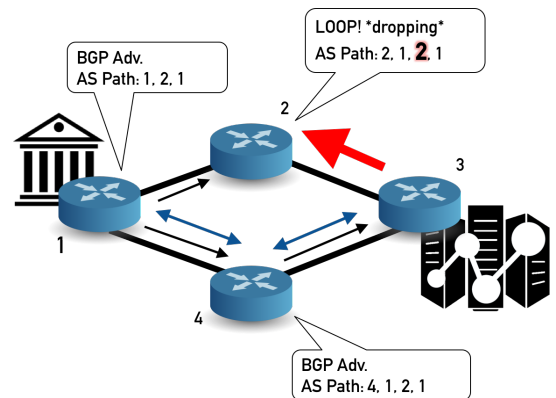 LOOP! *dropping*
AS Path: 2, 1, 2, 1
BGP Adv.
AS Path: 1, 2, 1
2
3
1
4
BGP Adv.
AS Path: 4, 1, 2, 1